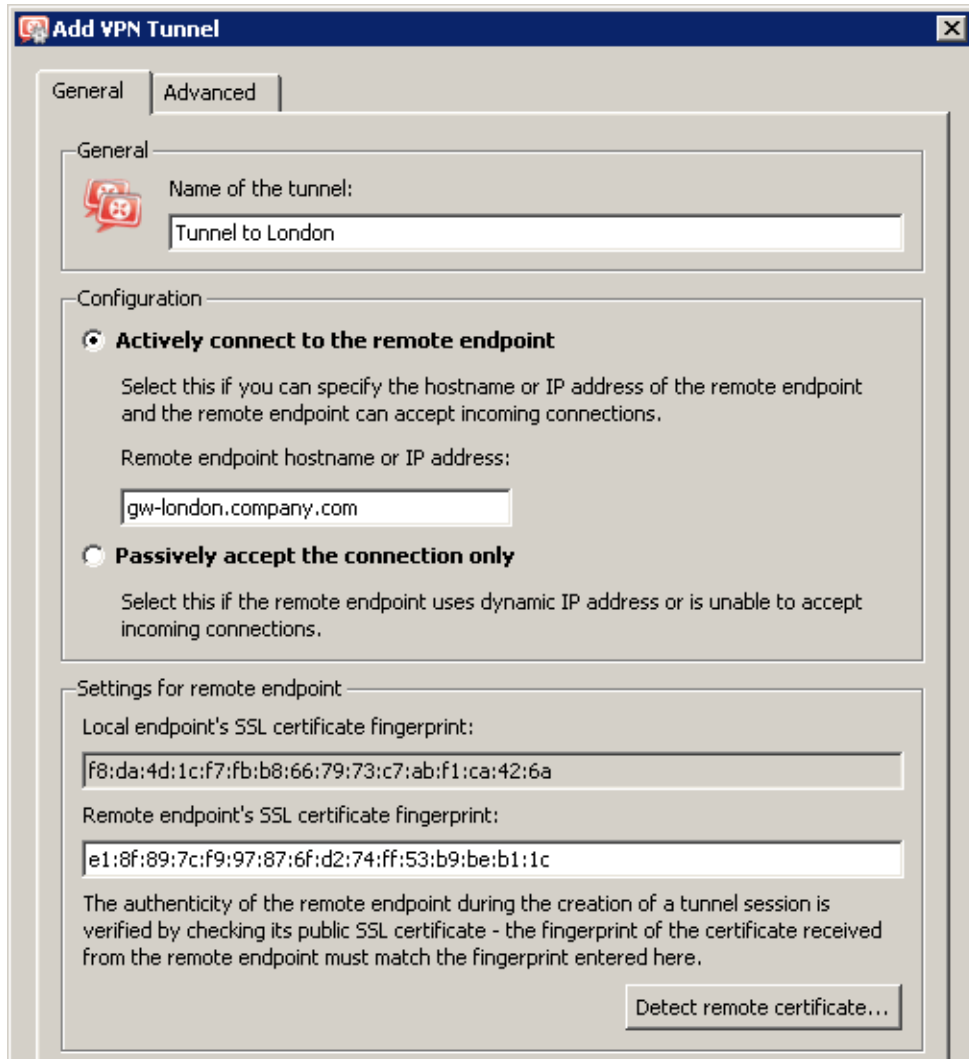 Add VPN Tunnel
General
Advanced
General
Name of the tunnel:
Tunnel to London
Configuration
Actively connect to the remote endpoint
Select this if you can specify the hostname or IP address of the remote endpoint
and the remote endpoint can accept incoming connections.
Remote endpoint hostname or IP address:
gw-london.company.com
Passively accept the connection only
Select this if the remote endpoint uses dynamic IP address or is unable to accept
incoming connections.
Settings for remote endpoint
Local endpoint's SSL certificate fingerprint:
f8:da:4d:1c:f7:fb:b8:66:79:73:c7:ab:f1:ca:42:6a
Remote endpoint's SSL certificate fingerprint:
e1:8f:89:7c:f9:97:87:6f:d2:74:ff:53:b9:be:b1:1c
The authenticity of the remote endpoint during the creation of a tunnel session is
verified by checking its public SSL certificate - the fingerprint of the certificate received
from the remote endpoint must match the fingerprint entered here.
Detect remote certificate...